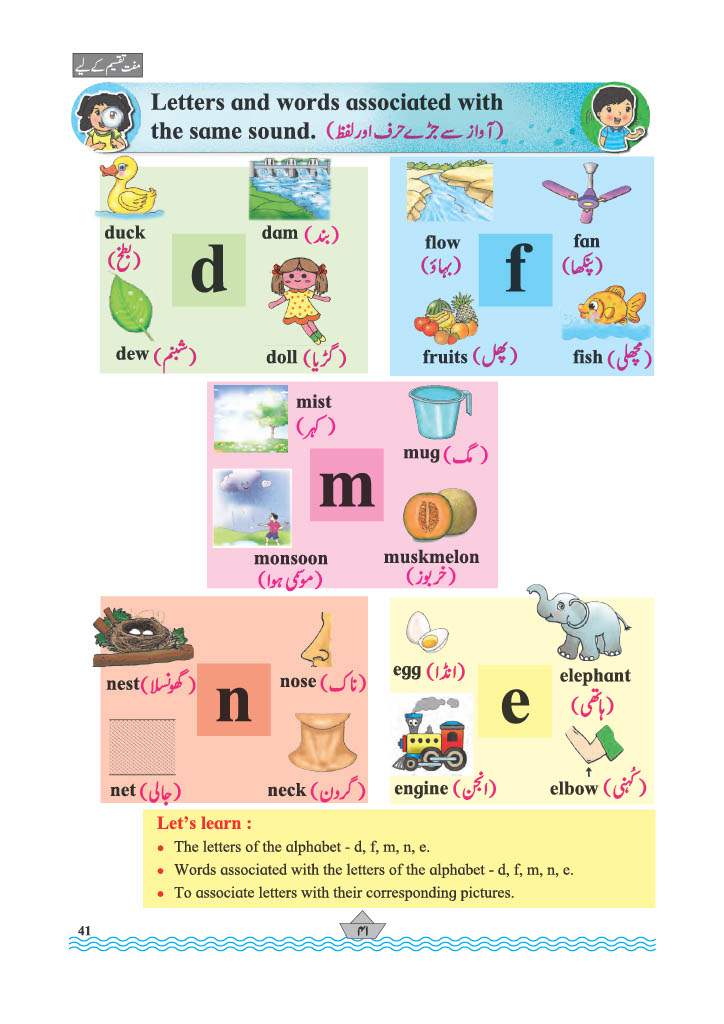 مفت تقسیم کے لیے
Letters and words associated with
the same sound. (آواز سے جڑے حرف اور لفظ)
duck
(بطخ)
dam (بند)
d
dew (شبنم)
doll (گڑیا)
flow
(بہاؤ)
fan
(پنکھا)
f
fruits (پھل)
fish (مچھلی)
mist
(کہر)
mug (مگ)
m
monsoon
(موسمی ہوا)
muskmelon
(خربوز)
nest (گھونسلا)
nose (ناک)
n
net (جالی)
neck (گردن)
egg (انڈا)
elephant
(ہاتھی)
e
engine (انجن)
elbow (کُہنی)
Let's learn :
• The letters of the alphabet - d, f, m, n, e.
• Words associated with the letters of the alphabet - d, f, m, n, e.
• To associate letters with their corresponding pictures.
41
۴۱